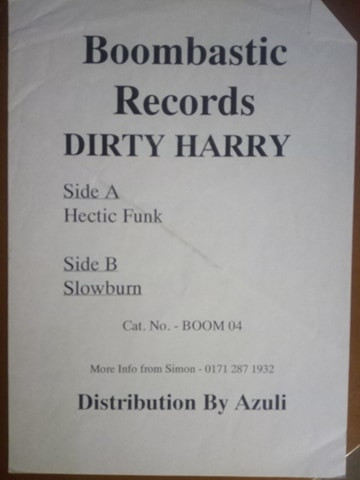 Boombastic
Records
DIRTY HARRY
Side A
Hectic Funk
Side B
Slowburn
Cat. No. - BOOM 04
More Info from Simon - 0171 287 1932
Distribution By Azuli